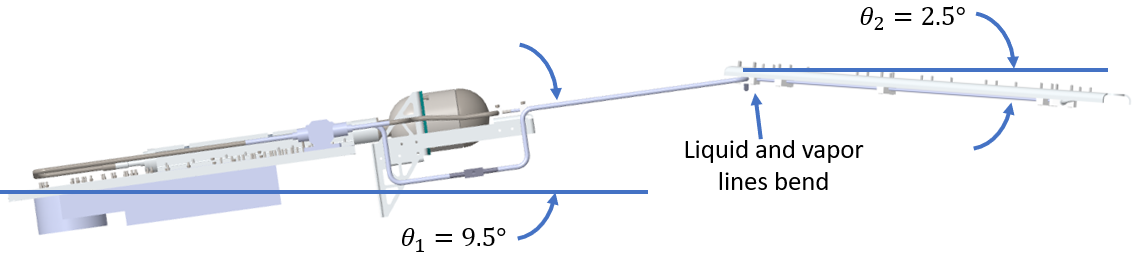 θ₂ = 2.5°
Liquid and vapor
lines bend
θ₁ = 9.5°